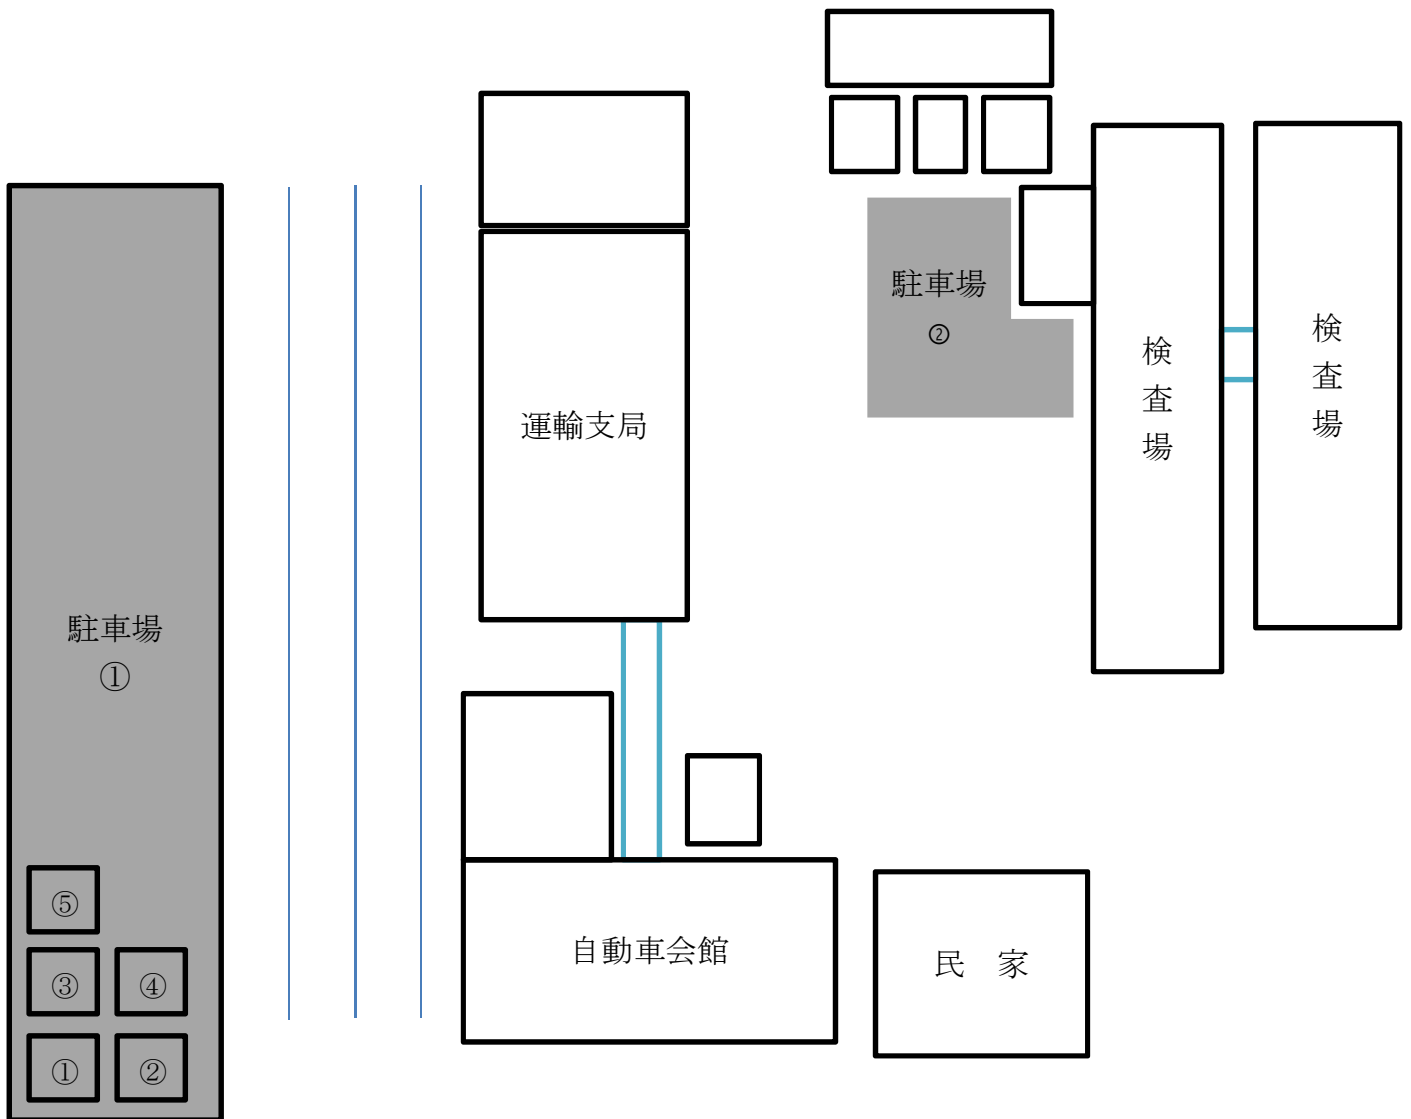 駐車場
②
検
査
場
検
査
場
運輸支局
駐車場
①
⑤
③
④
①
②
自動車会館
民　家